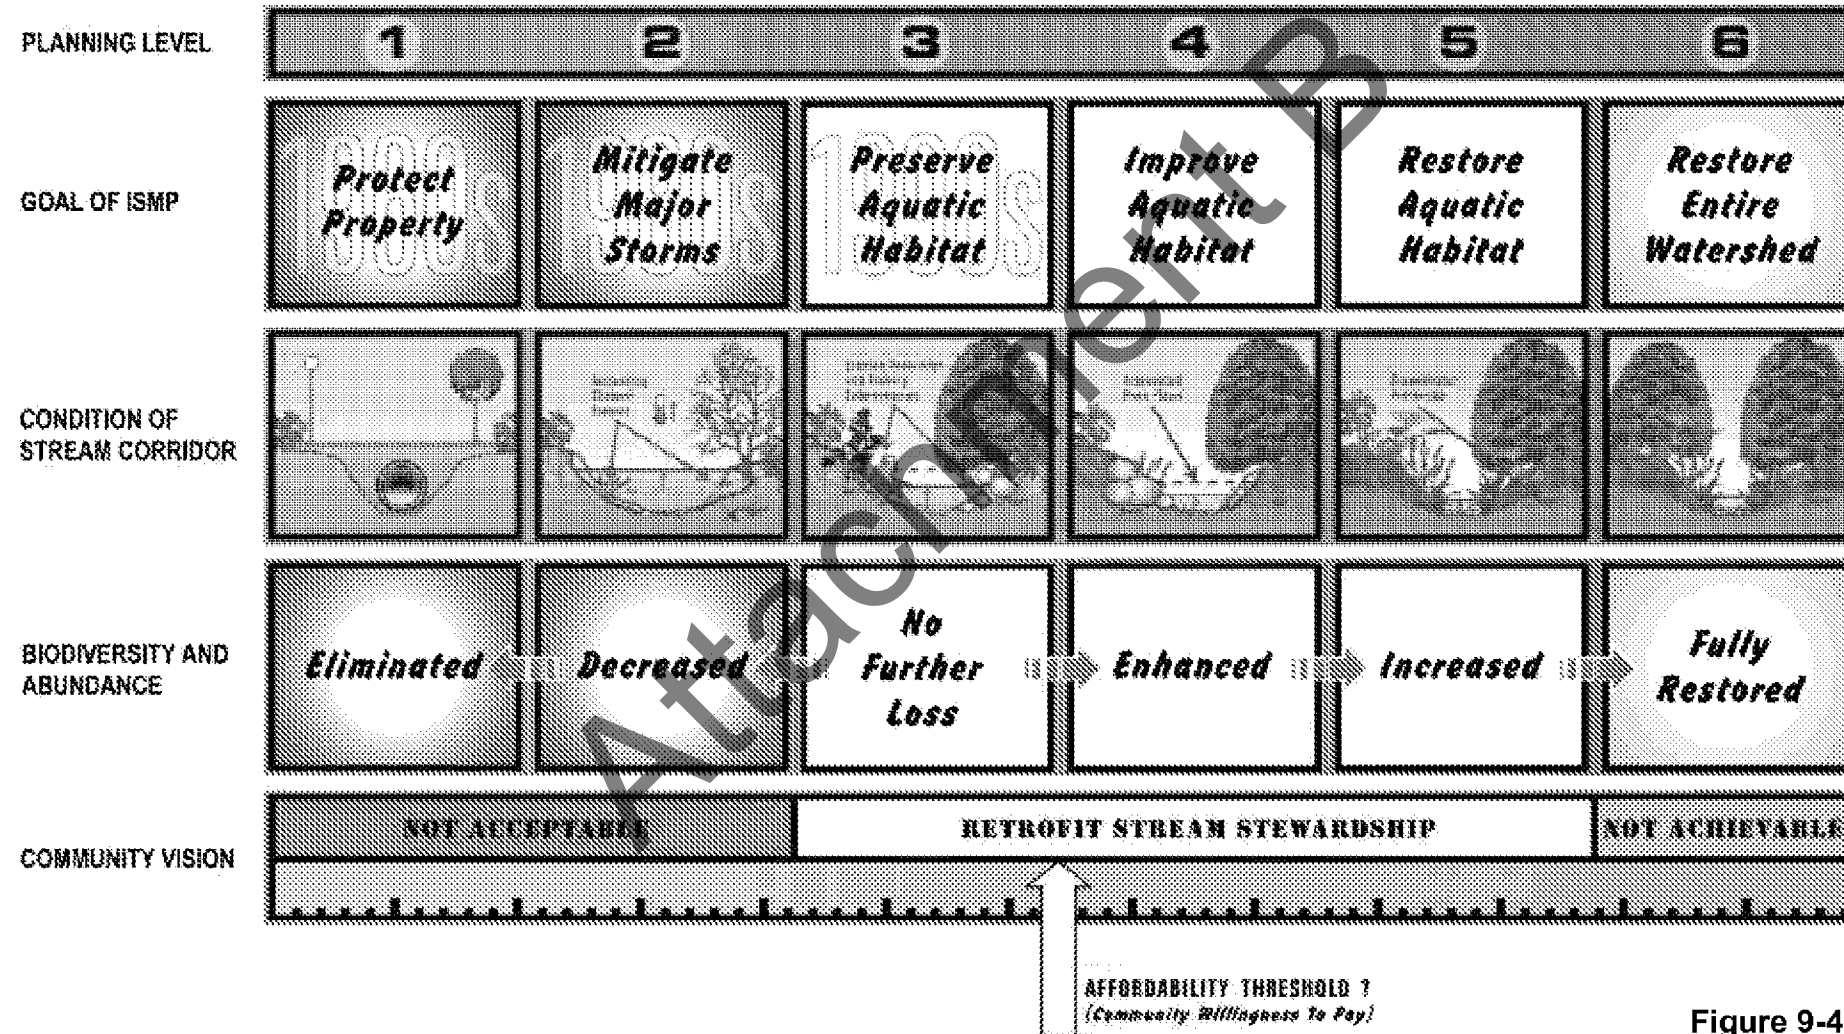 PLANNING LEVEL
1 2 3 4 5 6
GOAL OF ISMP
Protect
Property
Mitigate
Major
Storms
Preserve
Aquatic
Habitat
Improve
Aquatic
Habitat
Restore
Aquatic
Habitat
Restore
Entire
Watershed
CONDITION OF
STREAM CORRIDOR
BIODIVERSITY AND
ABUNDANCE
Eliminated
Decreased
No
Further
Loss
Enhanced
Increased
Fully
Restored
COMMUNITY VISION
NOT ACCEPTABLE
RETROFIT STREAM STEWARDSHIP
NOT ACHIEVABLE
AFFORDABILITY THRESHOLD ?
(Community Willingness To Pay)
Figure 9-4
Attachment B